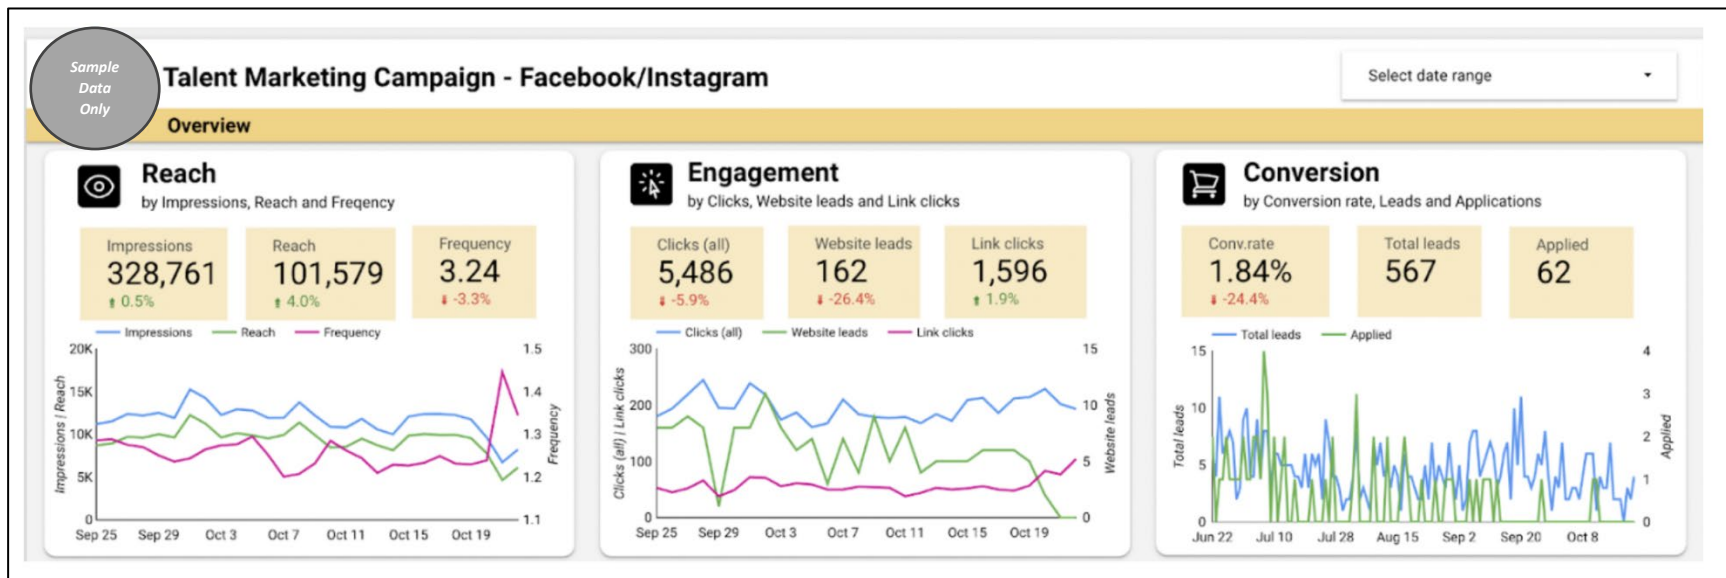 Sample
Data
Only
Talent Marketing Campaign - Facebook/Instagram
Select date range
Overview
Reach
by Impressions, Reach and Freqency
Impressions
328,761
0.5%
Reach
101,579
4.0%
Frequency
3.24
-3.3%
Impressions Reach Frequency
20K
15K
10K
5K
0
Impressions | Reach
1.5
1.4
1.3
1.2
1.1
Frequency
Sep 25 Sep 29 Oct 3 Oct 7 Oct 11 Oct 15 Oct 19
Engagement
by Clicks, Website leads and Link clicks
Clicks (all)
5,486
-5.9%
Website leads
162
-26.4%
Link clicks
1,596
1.9%
Clicks (all) Website leads Link clicks
300
200
100
0
Clicks (all) | Link clicks
15
10
5
0
Website leads
Sep 25 Sep 29 Oct 3 Oct 7 Oct 11 Oct 15 Oct 19
Conversion
by Conversion rate, Leads and Applications
Conv.rate
1.84%
-24.4%
Total leads
567
Applied
62
Total leads Applied
15
10
5
0
Total leads
4
3
2
1
0
Applied
Jun 22 Jul 10 Jul 28 Aug 15 Sep 2 Sep 20 Oct 8